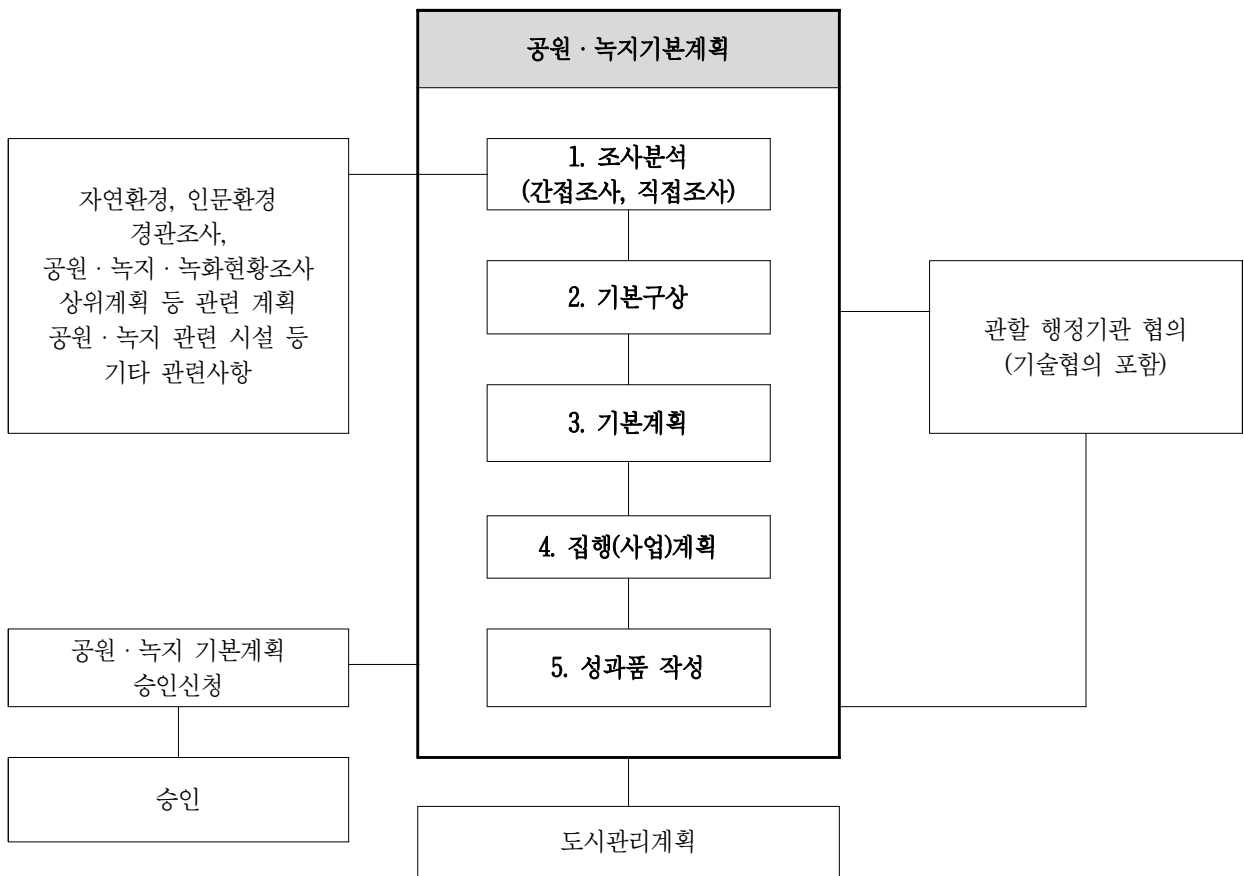 공원 · 녹지기본계획
1. 조사분석
(간접조사, 직접조사)
자연환경, 인문환경
경관조사,
공원 · 녹지 · 녹화현황조사
상위계획 등 관련 계획
공원 · 녹지 관련 시설 등
기타 관련사항
2. 기본구상
관할 행정기관 협의
(기술협의 포함)
3. 기본계획
4. 집행(사업)계획
5. 성과품 작성
공원 · 녹지 기본계획
승인신청
승인
도시관리계획